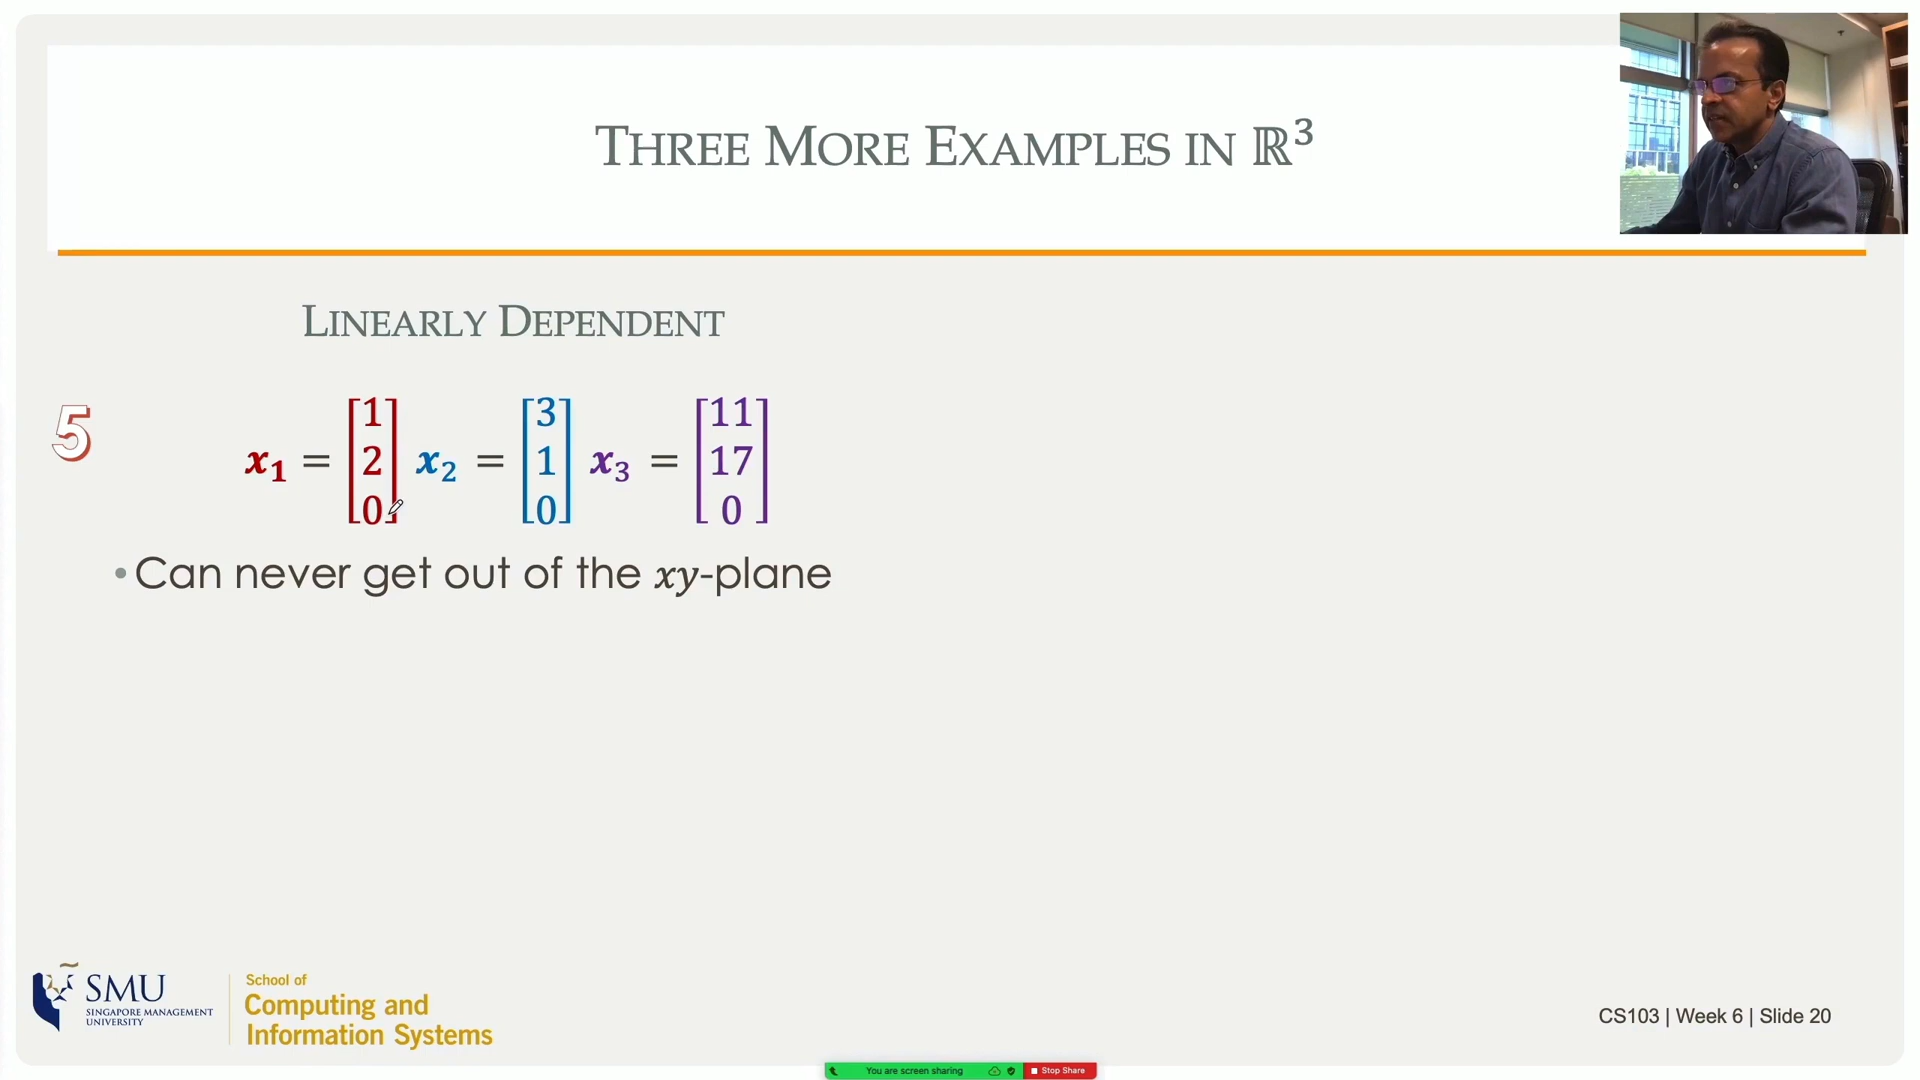 THREE MORE EXAMPLES IN ℝ³
LINEARLY DEPENDENT
5
x₁ = [1 2 0] x₂ = [3 1 0] x₃ = [11 17 0]
• Can never get out of the xy-plane
SMU
SINGAPORE MANAGEMENT
UNIVERSITY
School of
Computing and
Information Systems
CS103 | Week 6 | Slide 20
You are screen sharing Stop Share